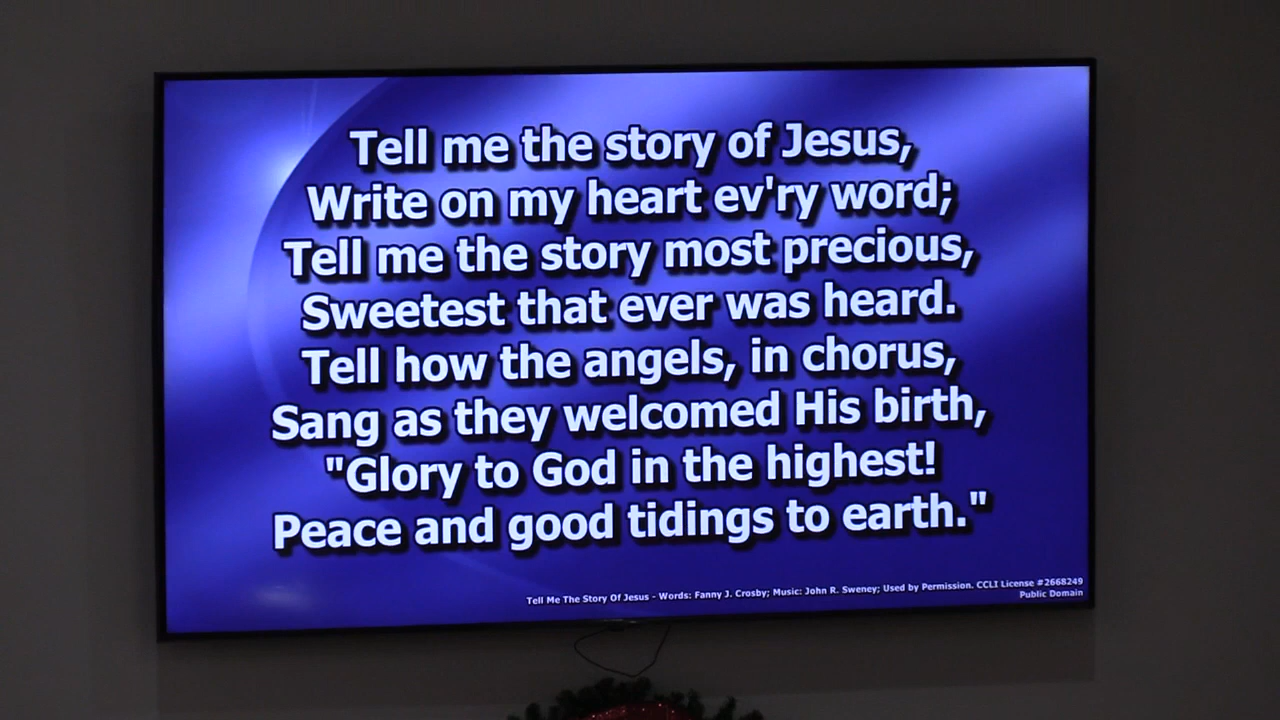 Tell me the story of Jesus,
Write on my heart ev'ry word;
Tell me the story most precious,
Sweetest that ever was heard.
Tell how the angels, in chorus,
Sang as they welcomed His birth,
"Glory to God in the highest!
Peace and good tidings to earth."
Tell Me The Story Of Jesus - Words: Fanny J. Crosby; Music: John R. Sweney; Used by Permission. CCLI License #2668249
Public Domain